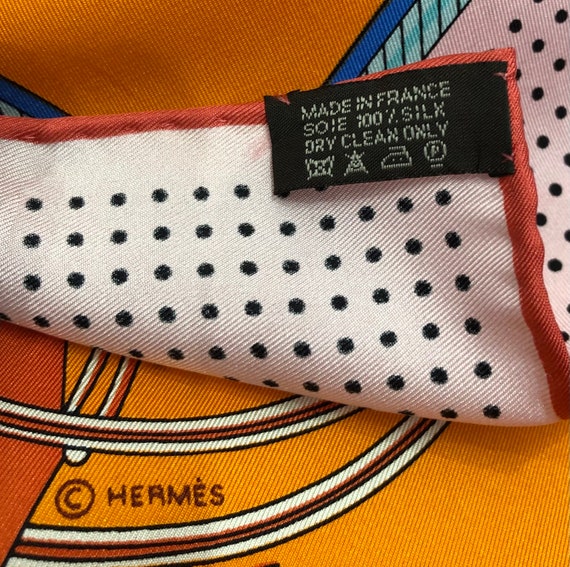 MADE IN FRANCE
SOIE 100% SILK
DRY CLEAN ONLY
P
© HERMÈS